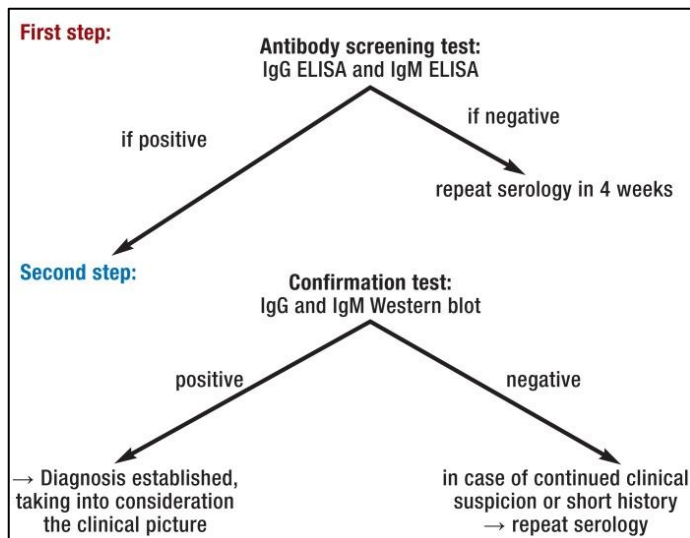 First step:
Antibody screening test:
IgG ELISA and IgM ELISA
if positive
if negative
repeat serology in 4 weeks
Second step:
Confirmation test:
IgG and IgM Western blot
positive
negative
→ Diagnosis established,
taking into consideration
the clinical picture
in case of continued clinical
suspicion or short history
→ repeat serology